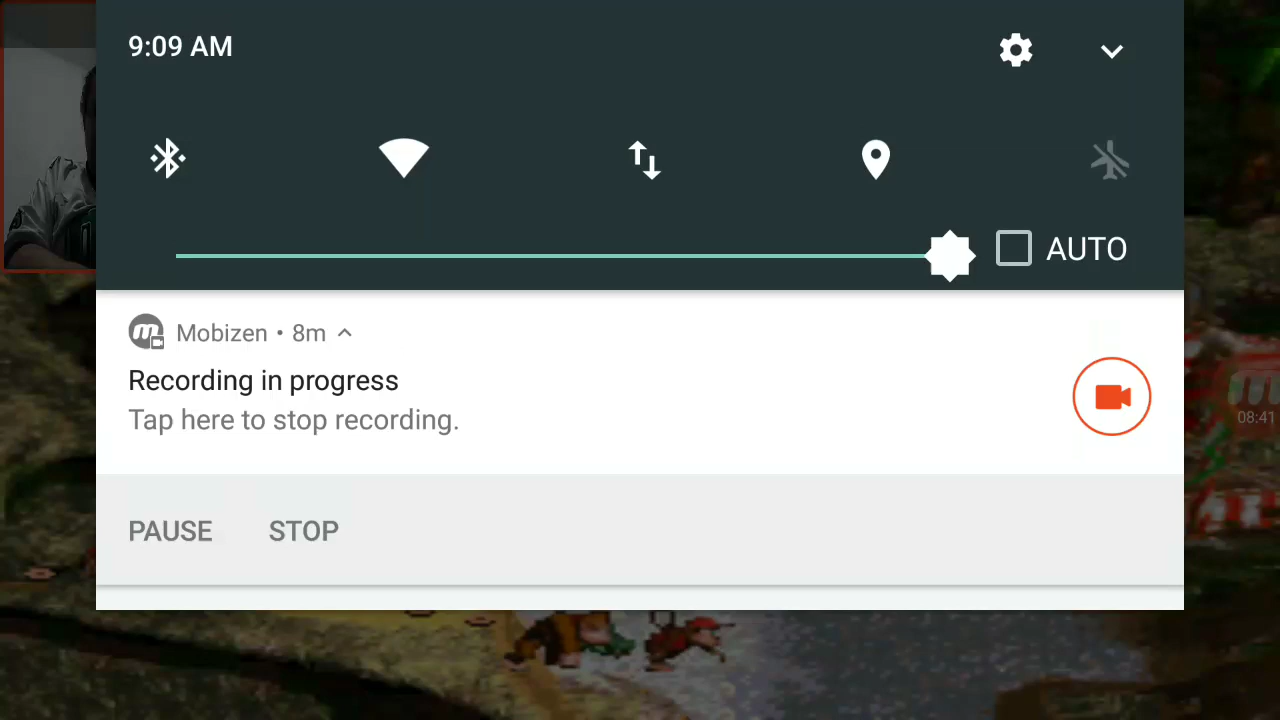 9:09 AM
AUTO
Mobizen • 8m
Recording in progress
Tap here to stop recording.
08:41
PAUSE STOP